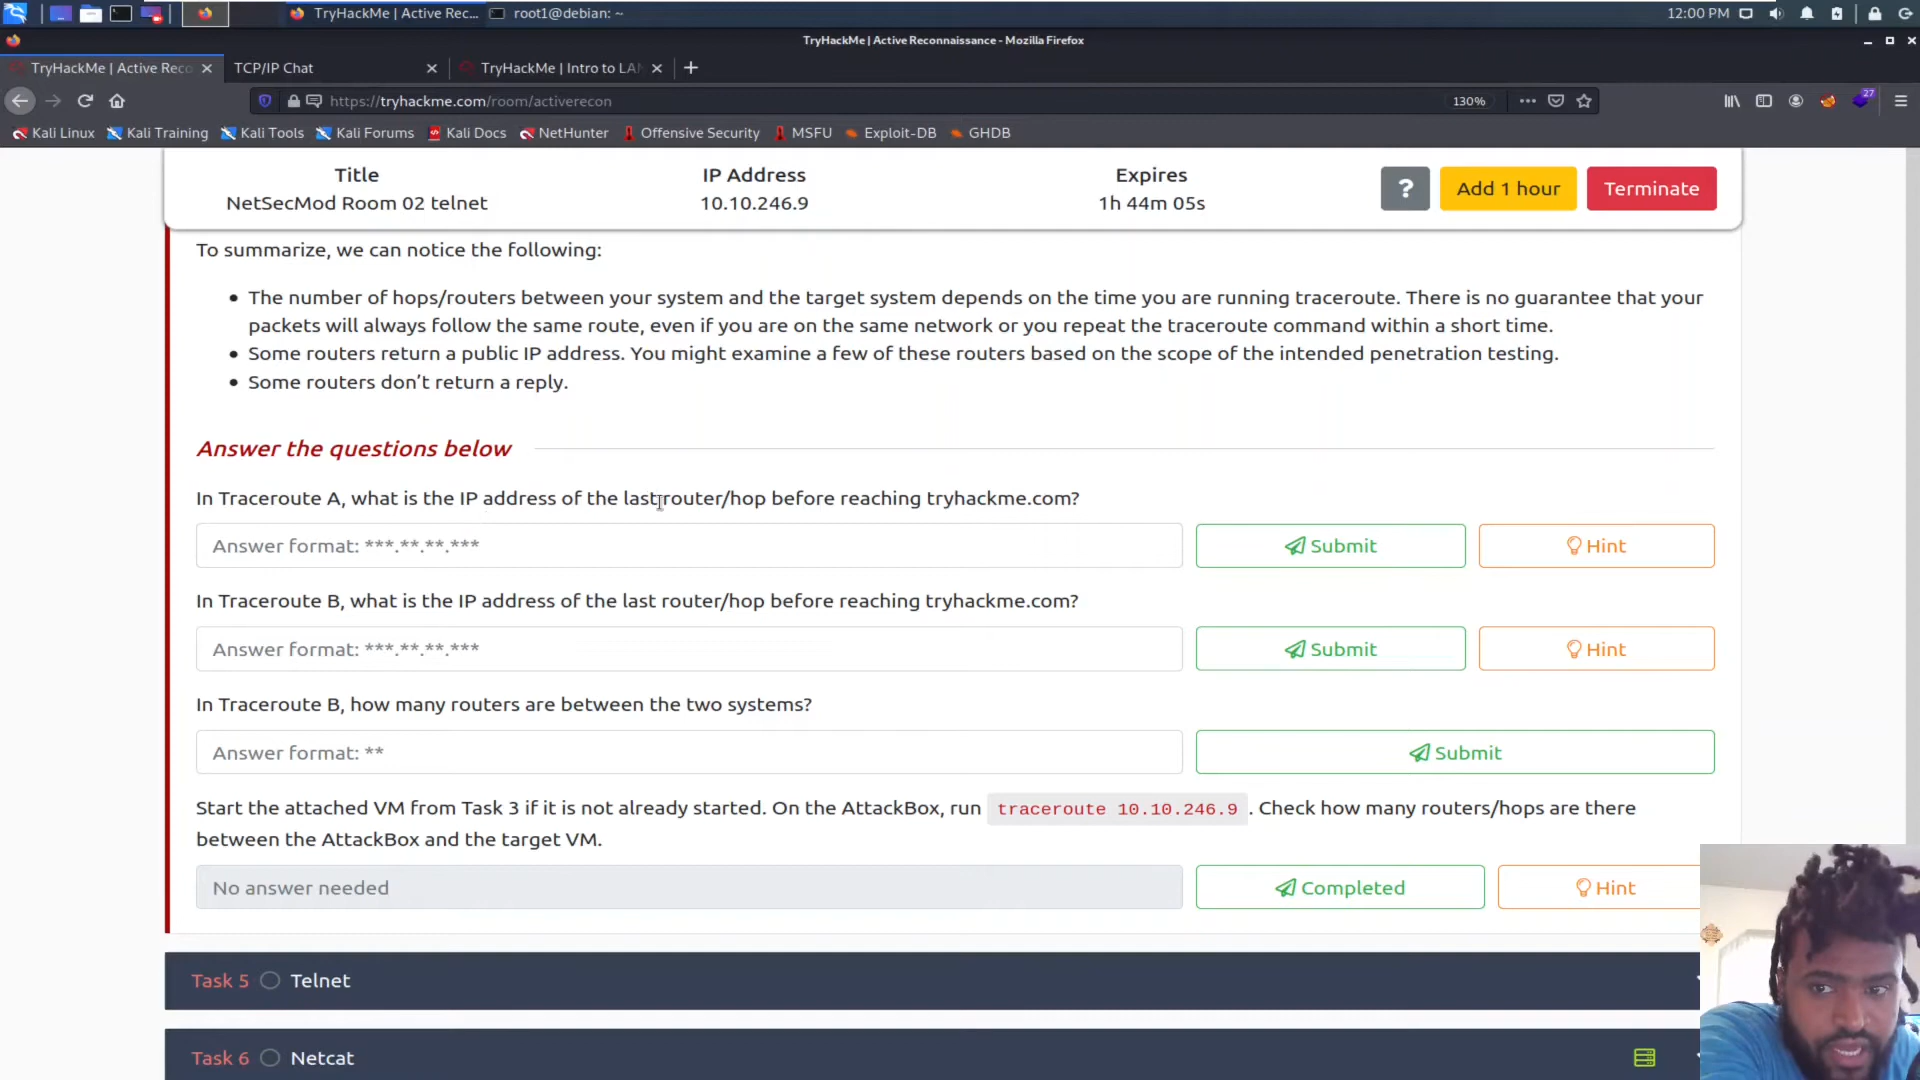 TryHackMe | Active Rec...
root1@debian: ~
12:00 PM
TryHackMe | Active Reconnaissance - Mozilla Firefox
TryHackMe | Active Reco
TCP/IP Chat
TryHackMe | Intro to LAN
https://tryhackme.com/room/activerecon
130%
27
Kali Linux
Kali Training
Kali Tools
Kali Forums
Kali Docs
NetHunter
Offensive Security
MSFU
Exploit-DB
GHDB
Title
IP Address
Expires
NetSecMod Room 02 telnet
10.10.246.9
1h 44m 05s
?
Add 1 hour
Terminate
To summarize, we can notice the following:
• The number of hops/routers between your system and the target system depends on the time you are running traceroute. There is no guarantee that your
packets will always follow the same route, even if you are on the same network or you repeat the traceroute command within a short time.
• Some routers return a public IP address. You might examine a few of these routers based on the scope of the intended penetration testing.
• Some routers don’t return a reply.
Answer the questions below
In Traceroute A, what is the IP address of the last router/hop before reaching tryhackme.com?
Answer format: ***.**.**.***
Submit
Hint
In Traceroute B, what is the IP address of the last router/hop before reaching tryhackme.com?
Answer format: ***.**.**.***
Submit
Hint
In Traceroute B, how many routers are between the two systems?
Answer format: **
Submit
Start the attached VM from Task 3 if it is not already started. On the AttackBox, run traceroute 10.10.246.9 . Check how many routers/hops are there
between the AttackBox and the target VM.
No answer needed
Completed
Hint
Task 5 Telnet
Task 6 Netcat